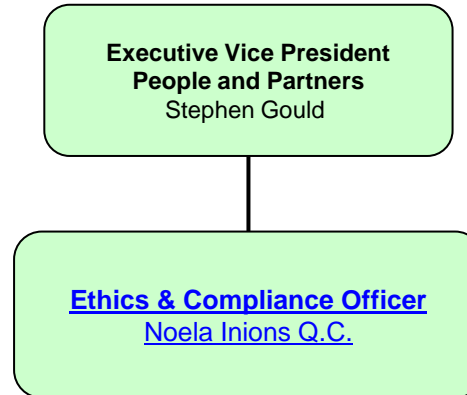 Executive Vice President
People and Partners
Stephen Gould
Ethics & Compliance Officer
Noela Inions Q.C.